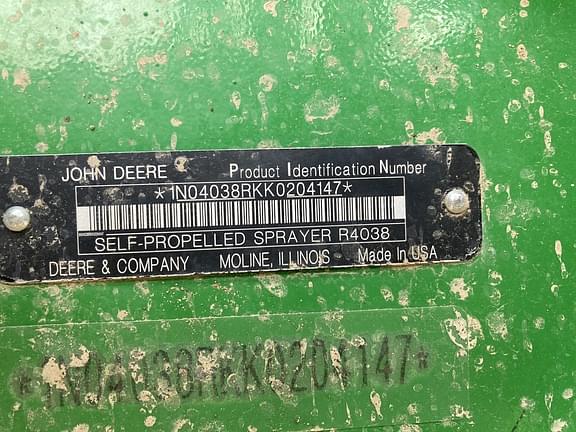 JOHN DEERE Product Identification Number
*1N04038RKK0204147*
SELF-PROPELLED SPRAYER R4038
DEERE & COMPANY MOLINE, ILLINOIS Made In USA
*1N04038RKK0204147*